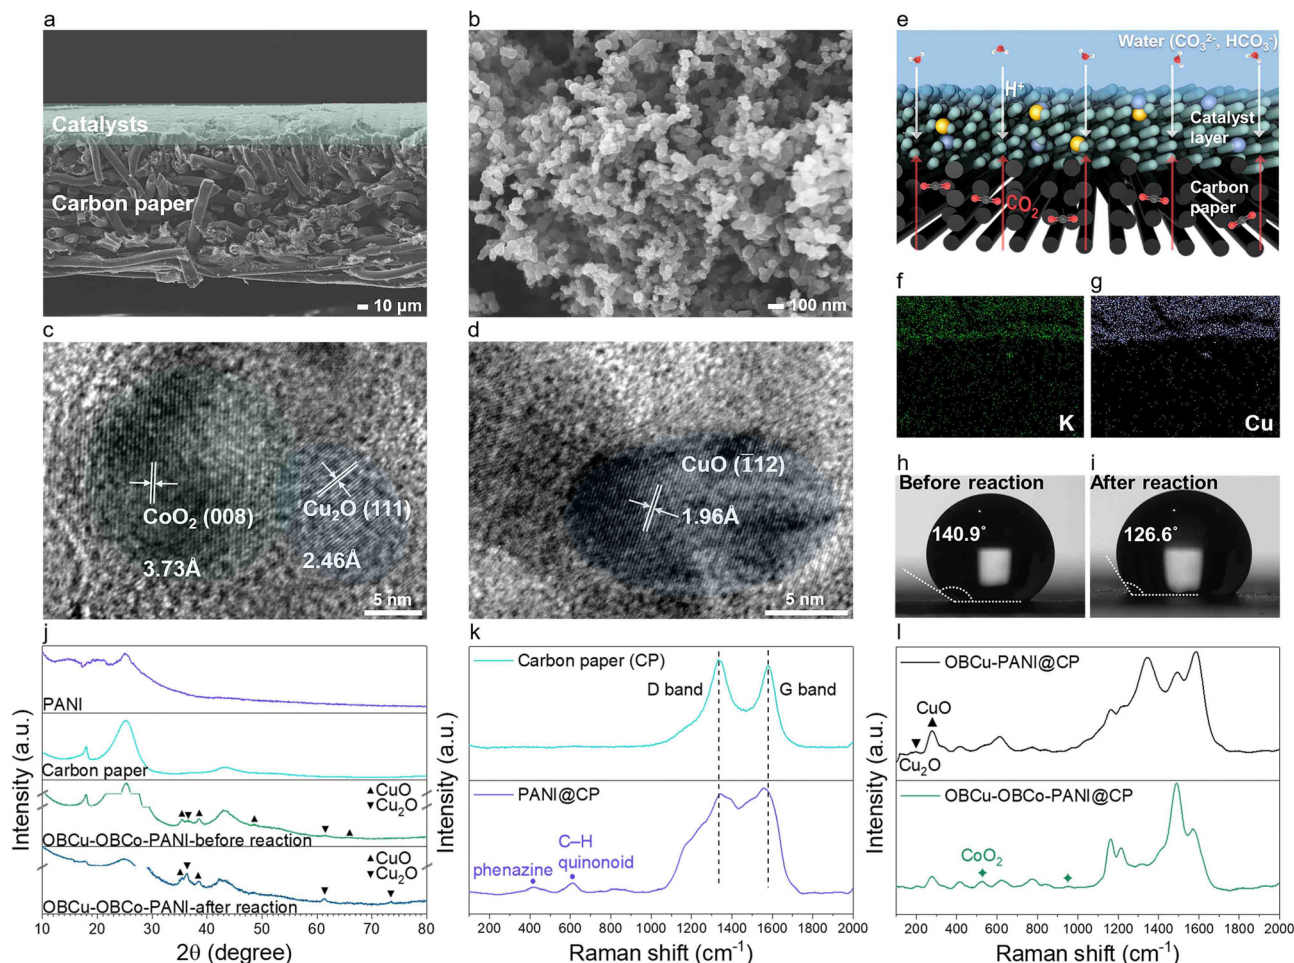 a
Catalysts
Carbon paper
10 µm
b
100 nm
e
Water (CO₃²⁻, HCO₃⁻)
H⁺
Catalyst
layer
Carbon
paper
CO₂
f
K
g
Cu
c
CoO₂ (008)
3.73Å
Cu₂O (111)
2.46Å
5 nm
d
CuO (1̄12)
1.96Å
5 nm
h
Before reaction
140.9°
i
After reaction
126.6°
j
Intensity (a.u.)
PANI
Carbon paper
▲CuO
▼Cu₂O
OBCu-OBCo-PANI-before reaction
▲CuO
▼Cu₂O
OBCu-OBCo-PANI-after reaction
10 20 30 40 50 60 70 80
2θ (degree)
k
Intensity (a.u.)
Carbon paper (CP)
D band
G band
PANI@CP
C–H
quinonoid
phenazine
200 400 600 800 1000 1200 1400 1600 1800 2000
Raman shift (cm⁻¹)
l
Intensity (a.u.)
OBCu-PANI@CP
CuO
Cu₂O
OBCu-OBCo-PANI@CP
CoO₂
200 400 600 800 1000 1200 1400 1600 1800 2000
Raman shift (cm⁻¹)